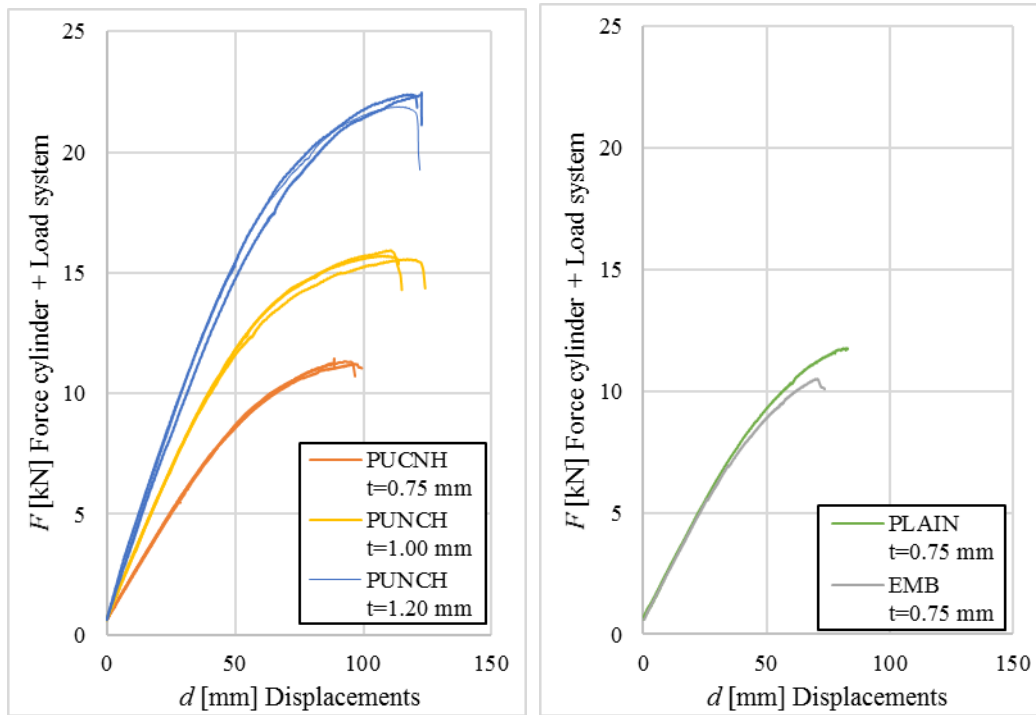 25
20
15
10
5
0
0
50
100
150
F [kN] Force cylinder + Load system
d [mm] Displacements
PUCNH
t=0.75 mm
PUNCH
t=1.00 mm
PUNCH
t=1.20 mm
25
20
15
10
5
0
0
50
100
150
F [kN] Force cylinder + Load system
d [mm] Displacements
PLAIN
t=0.75 mm
EMB
t=0.75 mm